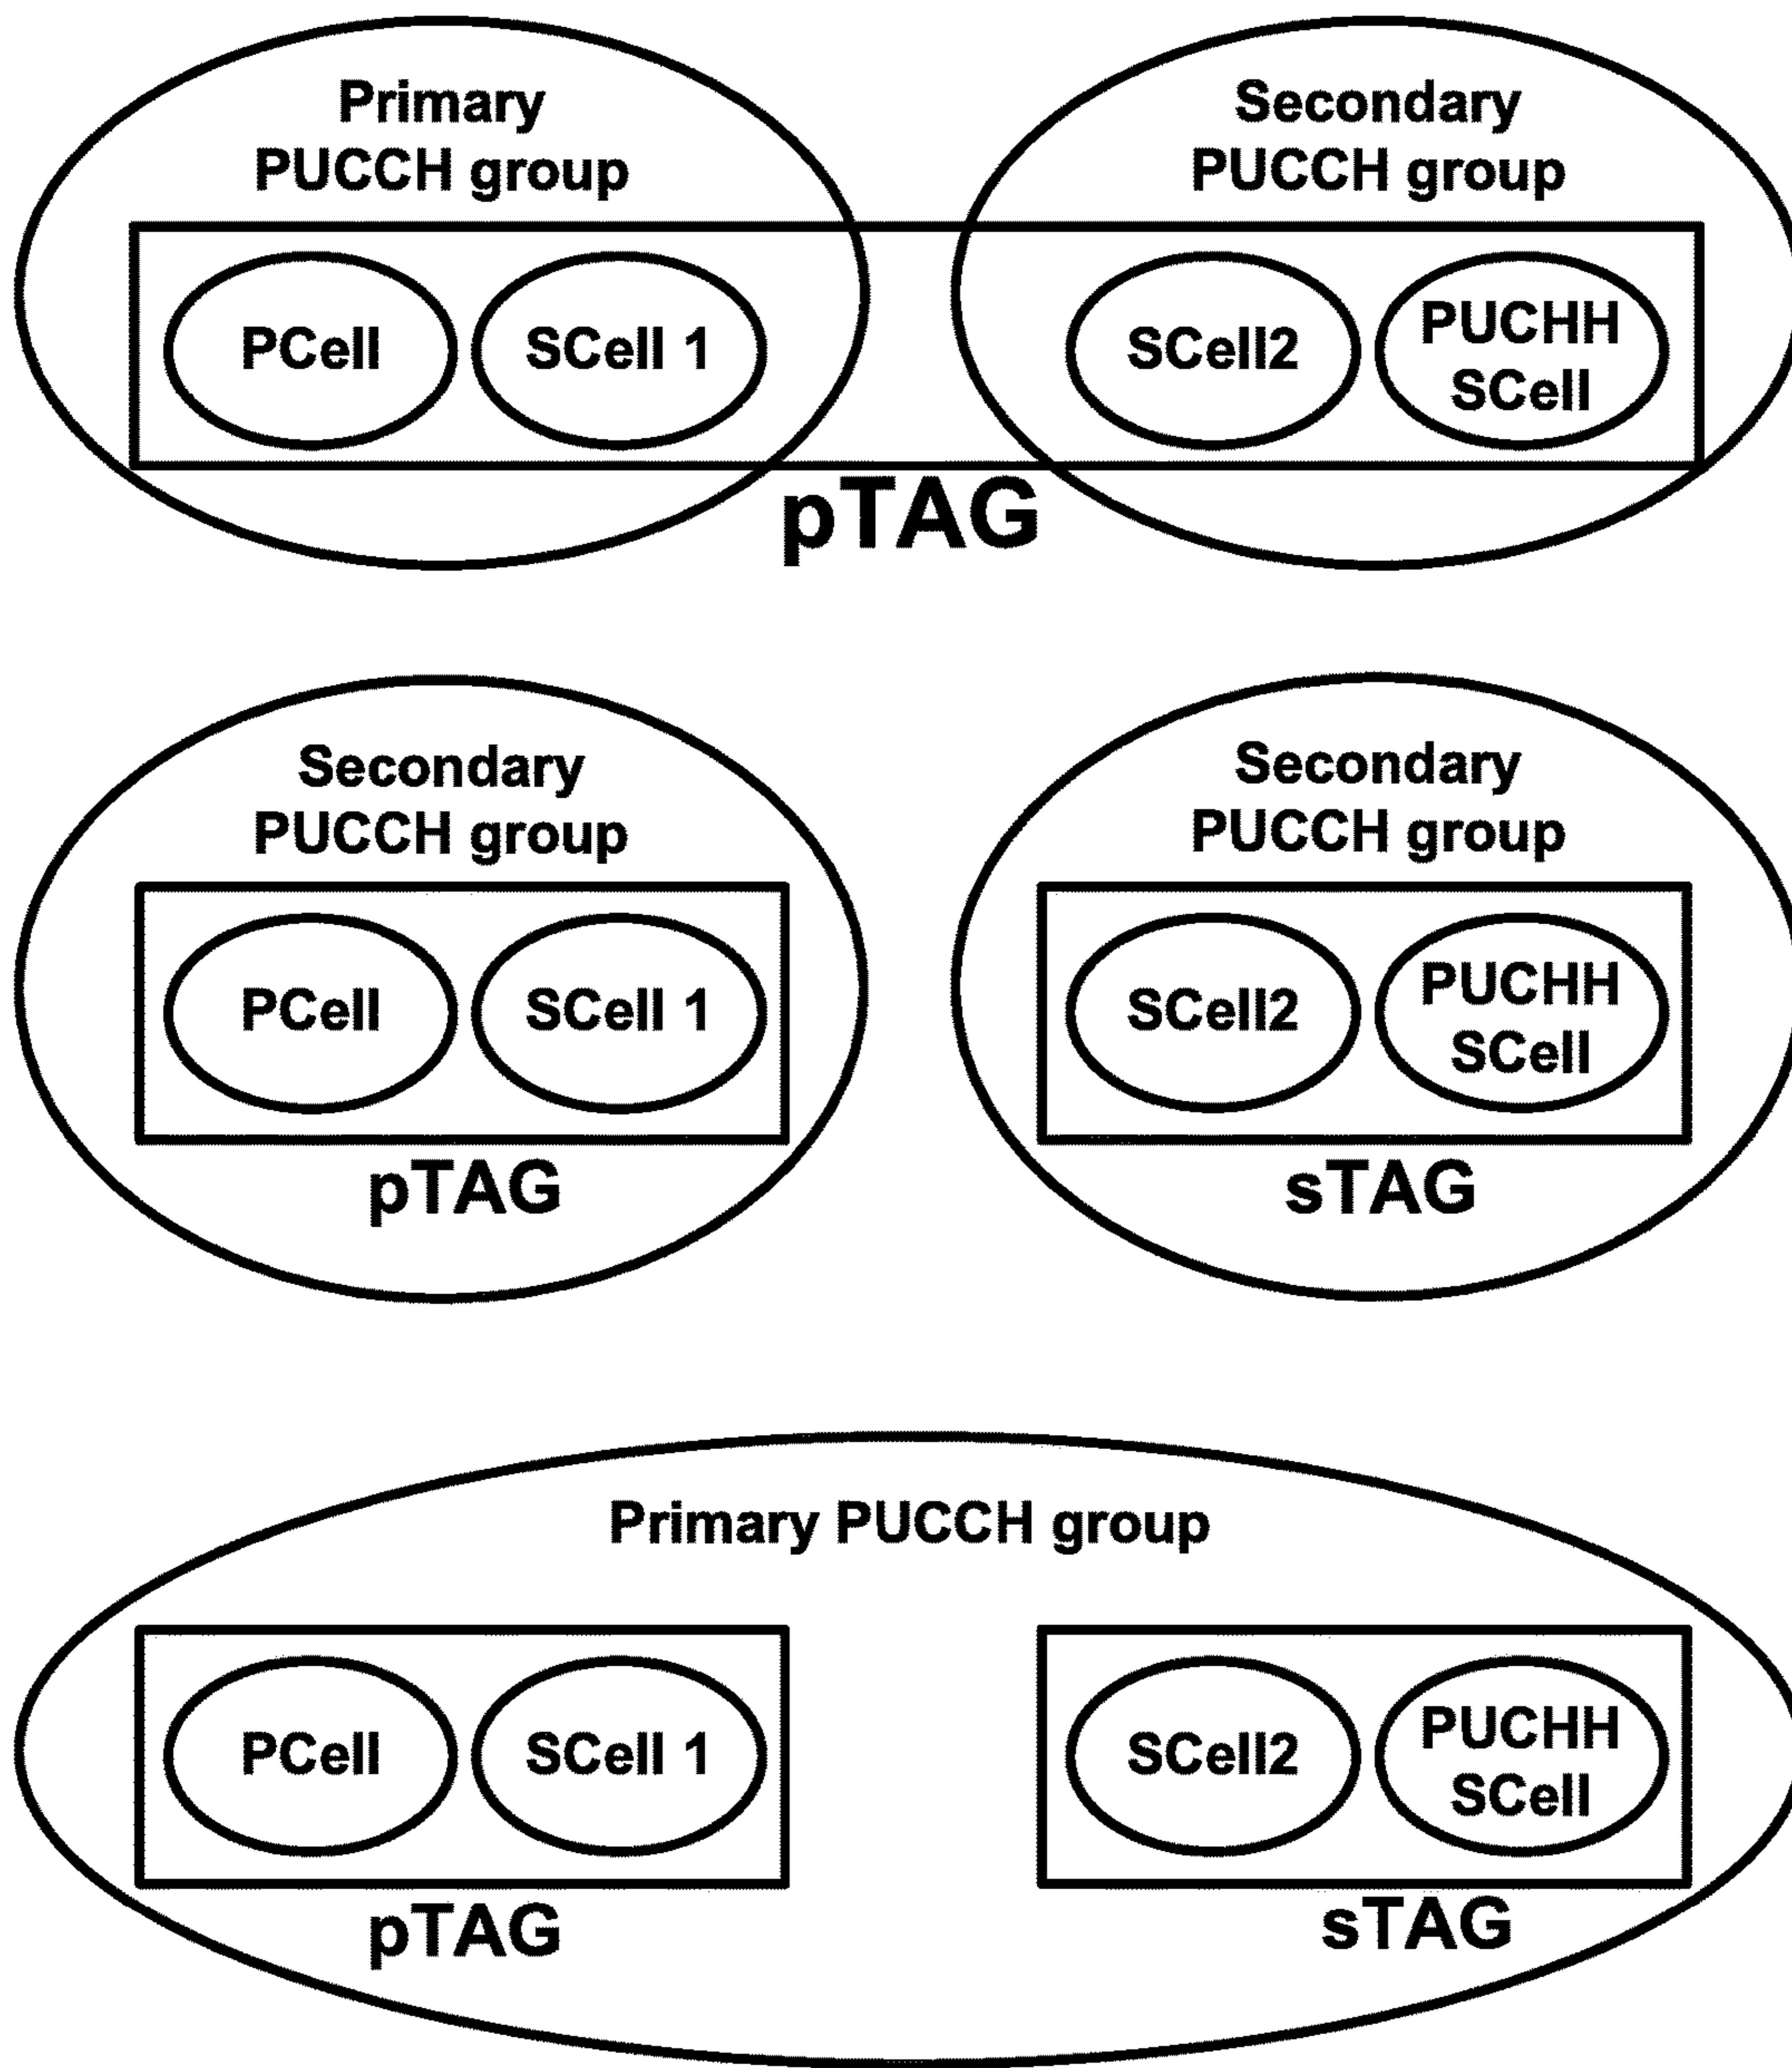 Primary
PUCCH group
Secondary
PUCCH group
PCell
SCell 1
SCell2
PUCHH
SCell
pTAG
Secondary
PUCCH group
Secondary
PUCCH group
PCell
SCell 1
SCell2
PUCHH
SCell
pTAG
sTAG
Primary PUCCH group
PCell
SCell 1
SCell2
PUCHH
SCell
pTAG
sTAG